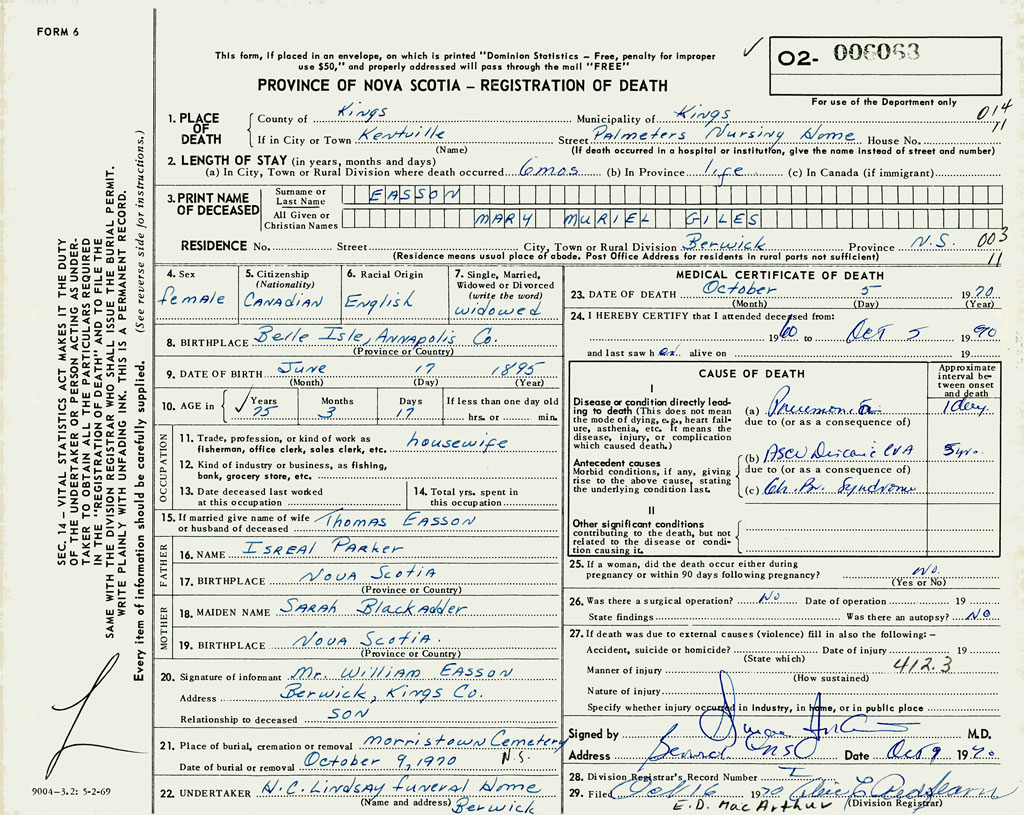 FORM 6
This form, if placed in an envelope, on which is printed "Dominion Statistics - Free, penalty for improper
use $50," and properly addressed will pass through the mail "FREE"
PROVINCE OF NOVA SCOTIA – REGISTRATION OF DEATH
✓ 02- 006063
For use of the Department only
014
11
1. PLACE OF DEATH
County of Kings Municipality of Kings
If in City or Town Kentville Street Palmeters Nursing Home House No.
(Name) (If death occurred in a hospital or institution, give the name instead of street and number)
2. LENGTH OF STAY (in years, months and days)
(a) In City, Town or Rural Division where death occurred 6mos (b) In Province life (c) In Canada (if immigrant)
3. PRINT NAME OF DECEASED
Surname or Last Name EASSON
All Given or Christian Names MARY MURIEL GILES
RESIDENCE No. Street City, Town or Rural Division Berwick Province N.S. 003
(Residence means usual place of abode. Post Office Address for residents in rural parts not sufficient) 11
4. Sex
female
5. Citizenship
(Nationality)
CANADIAN
6. Racial Origin
English
7. Single, Married,
Widowed or Divorced
(write the word)
widowed
8. BIRTHPLACE Belle Isle, Annapolis Co.
(Province or Country)
9. DATE OF BIRTH June 17 1895
(Month) (Day) (Year)
10. AGE in ✓ Years Months Days If less than one day old
75 3 17 hrs. or min.
OCCUPATION
11. Trade, profession, or kind of work as housewife
fisherman, office clerk, sales clerk, etc.
12. Kind of industry or business, as fishing,
bank, grocery store, etc.
13. Date deceased last worked
at this occupation
14. Total yrs. spent in
this occupation
15. If married give name of wife Thomas EASSON
or husband of deceased
FATHER
16. NAME Isreal Parker
17. BIRTHPLACE Nova Scotia
(Province or Country)
MOTHER
18. MAIDEN NAME SARAH Blackadder
19. BIRTHPLACE Nova Scotia.
(Province or Country)
20. Signature of informant Mr. William EASSON
Address Berwick, Kings Co.
Relationship to deceased SON
21. Place of burial, cremation or removal Morristown Cemetery
Date of burial or removal October 9, 1970 N.S.
22. UNDERTAKER H.C. Lindsay Funeral Home
(Name and address) Berwick
MEDICAL CERTIFICATE OF DEATH
23. DATE OF DEATH October 5 1970
(Month) (Day) (Year)
24. I HEREBY CERTIFY that I attended deceased from:
1960 to Oct 5 1970
and last saw her alive on 19
CAUSE OF DEATH
Approximate interval between onset and death
I
Disease or condition directly leading to death (This does not mean the mode of dying, e.g., heart failure, asthenia, etc. It means the disease, injury, or complication which caused death.)
(a) Pneumonia 1 day
due to (or as a consequence of)
Antecedent causes
Morbid conditions, if any, giving rise to the above cause, stating the underlying condition last.
(b) CVA 5 yrs.
due to (or as a consequence of)
(c) Ch. Br. Syndrome
II
Other significant conditions
contributing to the death, but not related to the disease or condition causing it.
25. If a woman, did the death occur either during
pregnancy or within 90 days following pregnancy? No.
(Yes or No)
26. Was there a surgical operation? No Date of operation 19
State findings Was there an autopsy? No
27. If death was due to external causes (violence) fill in also the following: –
Accident, suicide or homicide? Date of injury 19
(State which)
Manner of injury 412.3
(How sustained)
Nature of injury
Specify whether injury occurred in industry, in home, or in public place
Signed by M.D.
Address Berwick NS Date Oct 9 1970
28. Division Registrar's Record Number
29. Filed Oct 16 1970
E.D. MacArthur (Division Registrar)
SEC. 14 – VITAL STATISTICS ACT MAKES IT THE DUTY
OF THE UNDERTAKER OR PERSON ACTING AS UNDER-
TAKER TO OBTAIN ALL THE PARTICULARS REQUIRED
IN THE "REGISTRATION OF DEATH" AND TO FILE THE
SAME WITH THE DIVISION REGISTRAR WHO SHALL ISSUE THE BURIAL PERMIT.
WRITE PLAINLY WITH UNFADING INK. THIS IS A PERMANENT RECORD.
Every item of information should be carefully supplied. (See reverse side for instructions.)
9004-3.2: 5-2-69